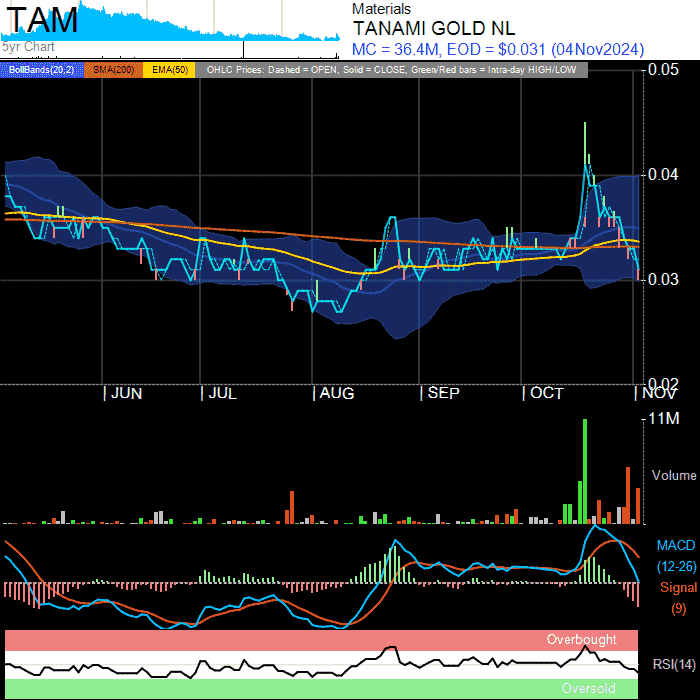 TAM
5yr Chart
Materials
TANAMI GOLD NL
MC = 36.4M, EOD = $0.031 (04Nov2024)
BollBands(20,2) SMA(200) EMA(50) OHLC Prices: Dashed = OPEN, Solid = CLOSE, Green/Red bars = Intra-day HIGH/LOW
0.05
0.04
0.03
0.02
JUN JUL AUG SEP OCT NOV
11M
Volume
MACD
(12-26)
Signal
(9)
Overbought
RSI(14)
Oversold